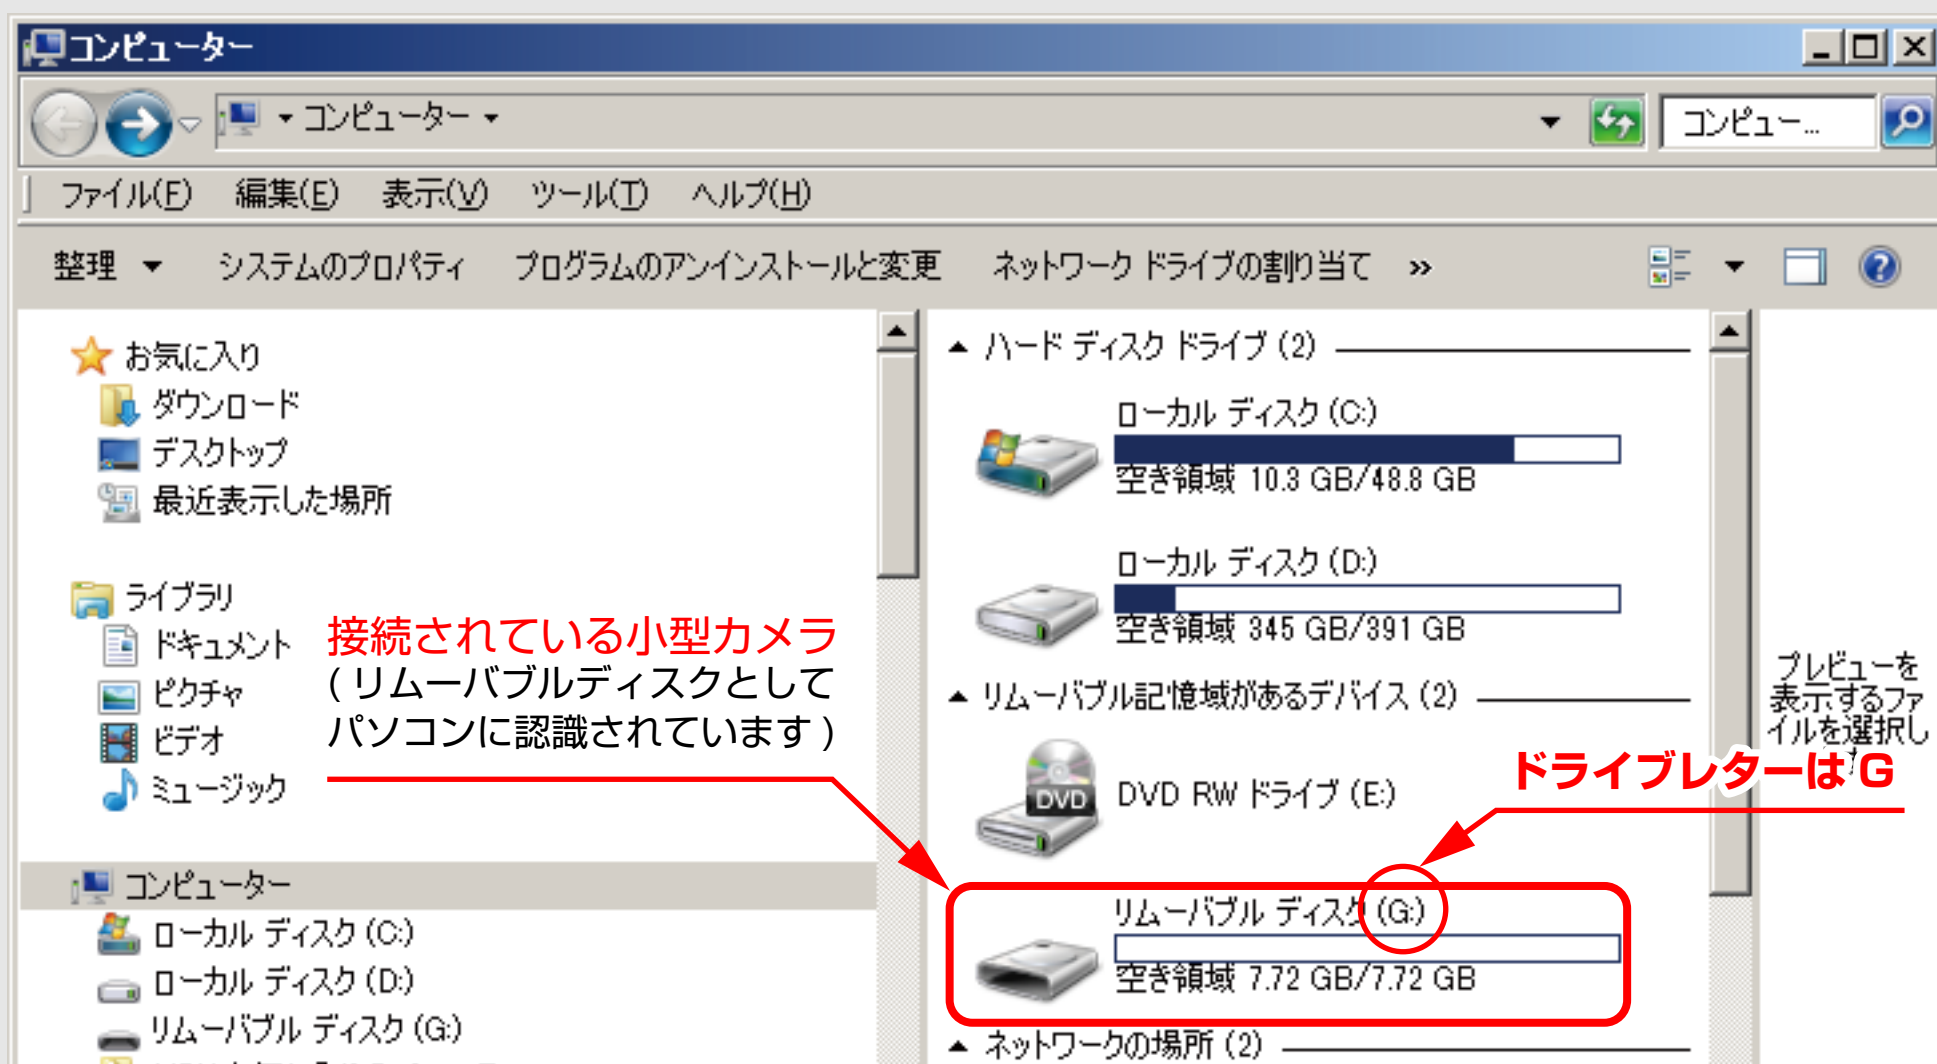 コンピューター
コンピューター
コンピュー...
ファイル(F) 編集(E) 表示(V) ツール(T) ヘルプ(H)
整理 システムのプロパティ プログラムのアンインストールと変更 ネットワーク ドライブの割り当て »
お気に入り
ダウンロード
デスクトップ
最近表示した場所
ライブラリ
ドキュメント
ピクチャ
ビデオ
ミュージック
コンピューター
ローカル ディスク (C:)
ローカル ディスク (D:)
リムーバブル ディスク (G:)
接続されている小型カメラ
(リムーバブルディスクとして
パソコンに認識されています)
ハード ディスク ドライブ (2)
ローカル ディスク (C:)
空き領域 10.3 GB/48.8 GB
ローカル ディスク (D:)
空き領域 345 GB/391 GB
リムーバブル記憶域があるデバイス (2)
DVD
DVD RW ドライブ (E:)
リムーバブル ディスク (G:)
空き領域 7.72 GB/7.72 GB
ネットワークの場所 (2)
プレビューを
表示するファ
イルを選択し
ドライブレターは G